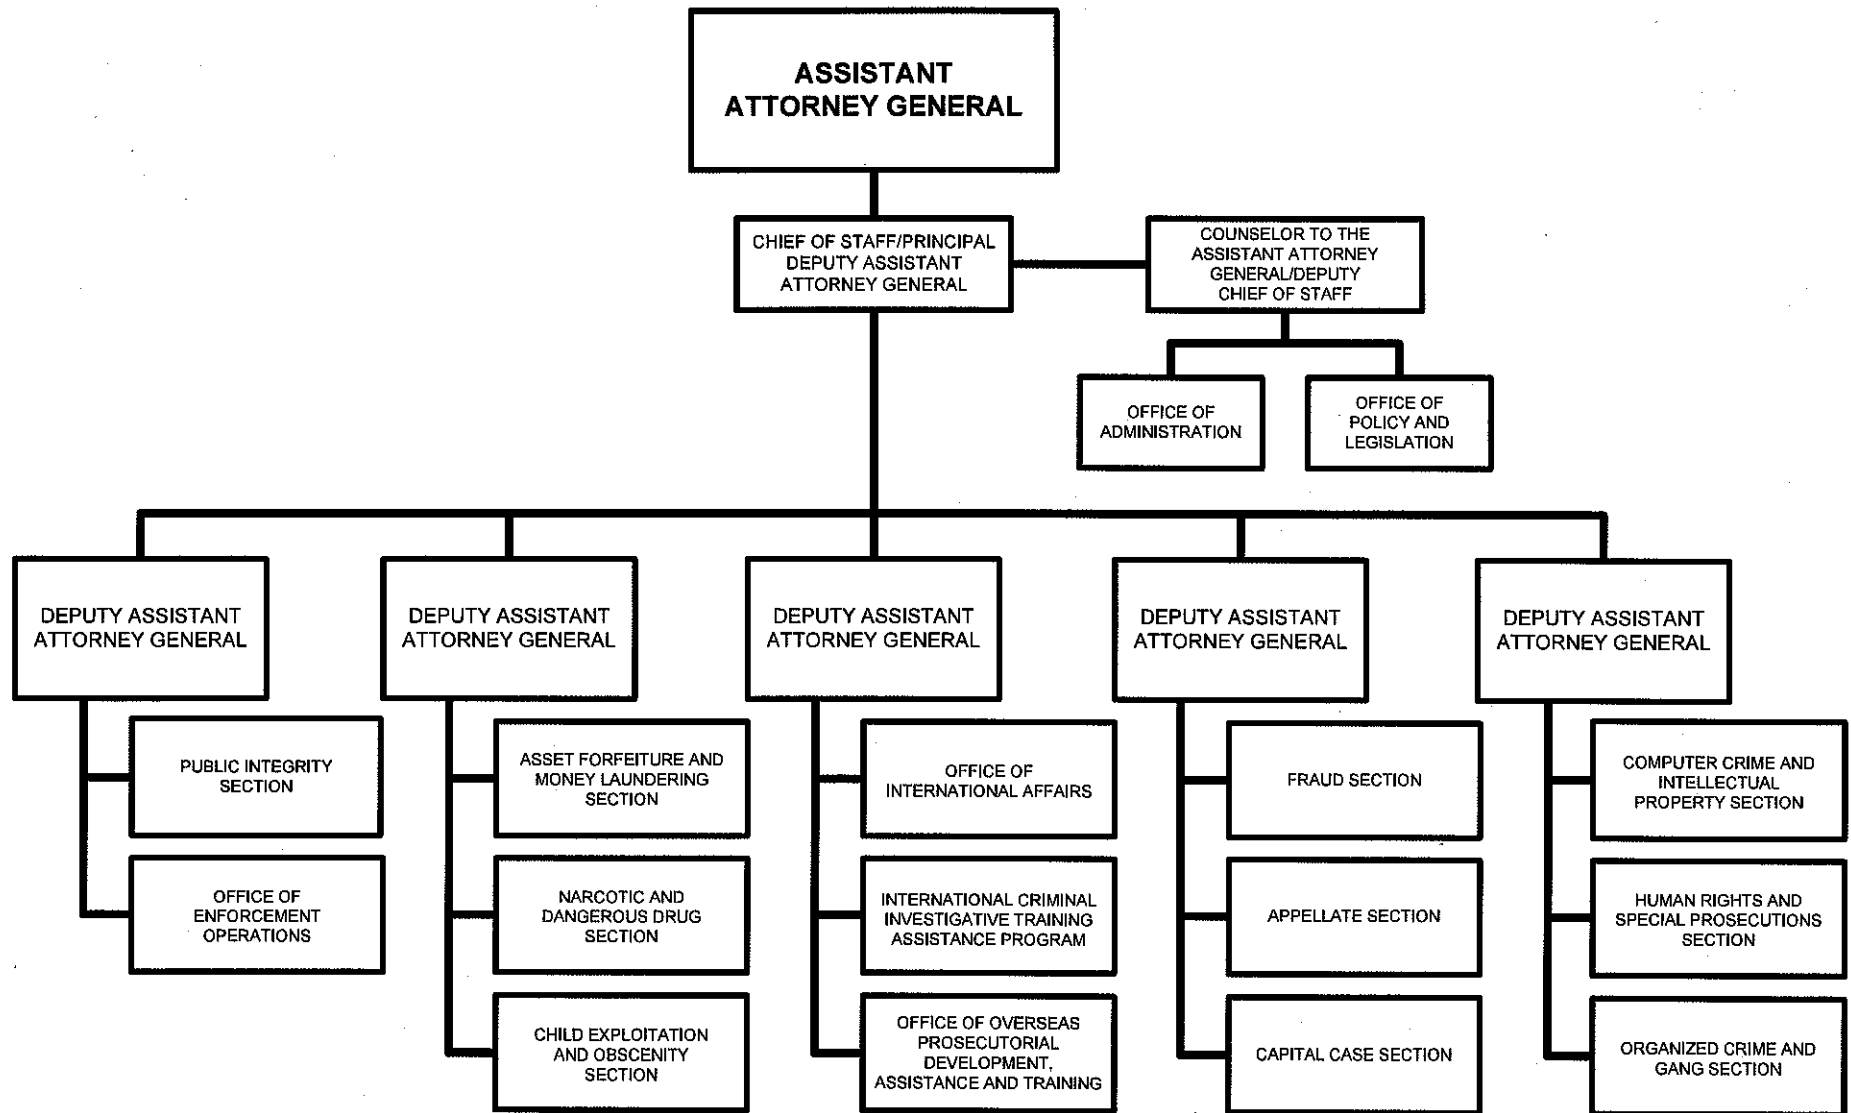 ASSISTANT
ATTORNEY GENERAL
CHIEF OF STAFF/PRINCIPAL
DEPUTY ASSISTANT
ATTORNEY GENERAL
COUNSELOR TO THE
ASSISTANT ATTORNEY
GENERAL/DEPUTY
CHIEF OF STAFF
OFFICE OF
ADMINISTRATION
OFFICE OF
POLICY AND
LEGISLATION
DEPUTY ASSISTANT
ATTORNEY GENERAL
PUBLIC INTEGRITY
SECTION
OFFICE OF
ENFORCEMENT
OPERATIONS
DEPUTY ASSISTANT
ATTORNEY GENERAL
ASSET FORFEITURE AND
MONEY LAUNDERING
SECTION
NARCOTIC AND
DANGEROUS DRUG
SECTION
CHILD EXPLOITATION
AND OBSCENITY
SECTION
DEPUTY ASSISTANT
ATTORNEY GENERAL
OFFICE OF
INTERNATIONAL AFFAIRS
INTERNATIONAL CRIMINAL
INVESTIGATIVE TRAINING
ASSISTANCE PROGRAM
OFFICE OF OVERSEAS
PROSECUTORIAL
DEVELOPMENT,
ASSISTANCE AND TRAINING
DEPUTY ASSISTANT
ATTORNEY GENERAL
FRAUD SECTION
APPELLATE SECTION
CAPITAL CASE SECTION
DEPUTY ASSISTANT
ATTORNEY GENERAL
COMPUTER CRIME AND
INTELLECTUAL
PROPERTY SECTION
HUMAN RIGHTS AND
SPECIAL PROSECUTIONS
SECTION
ORGANIZED CRIME AND
GANG SECTION